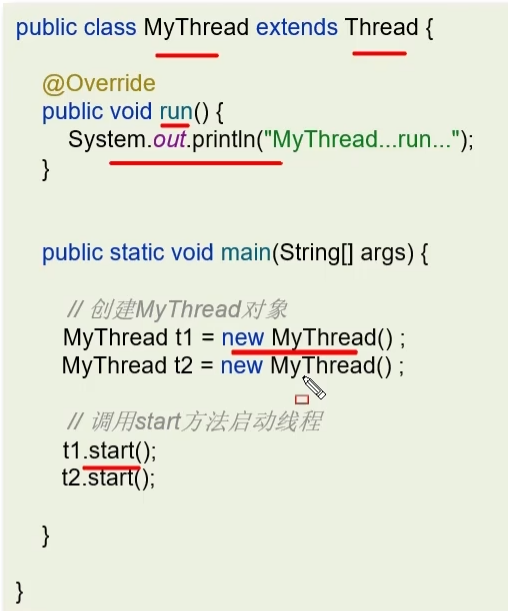 public class MyThread extends Thread {
@Override
public void run() {
System.out.println("MyThread...run...");
}
public static void main(String[] args) {
// 创建MyThread对象
MyThread t1 = new MyThread() ;
MyThread t2 = new MyThread() ;
// 调用start方法启动线程
t1.start();
t2.start();
}
}